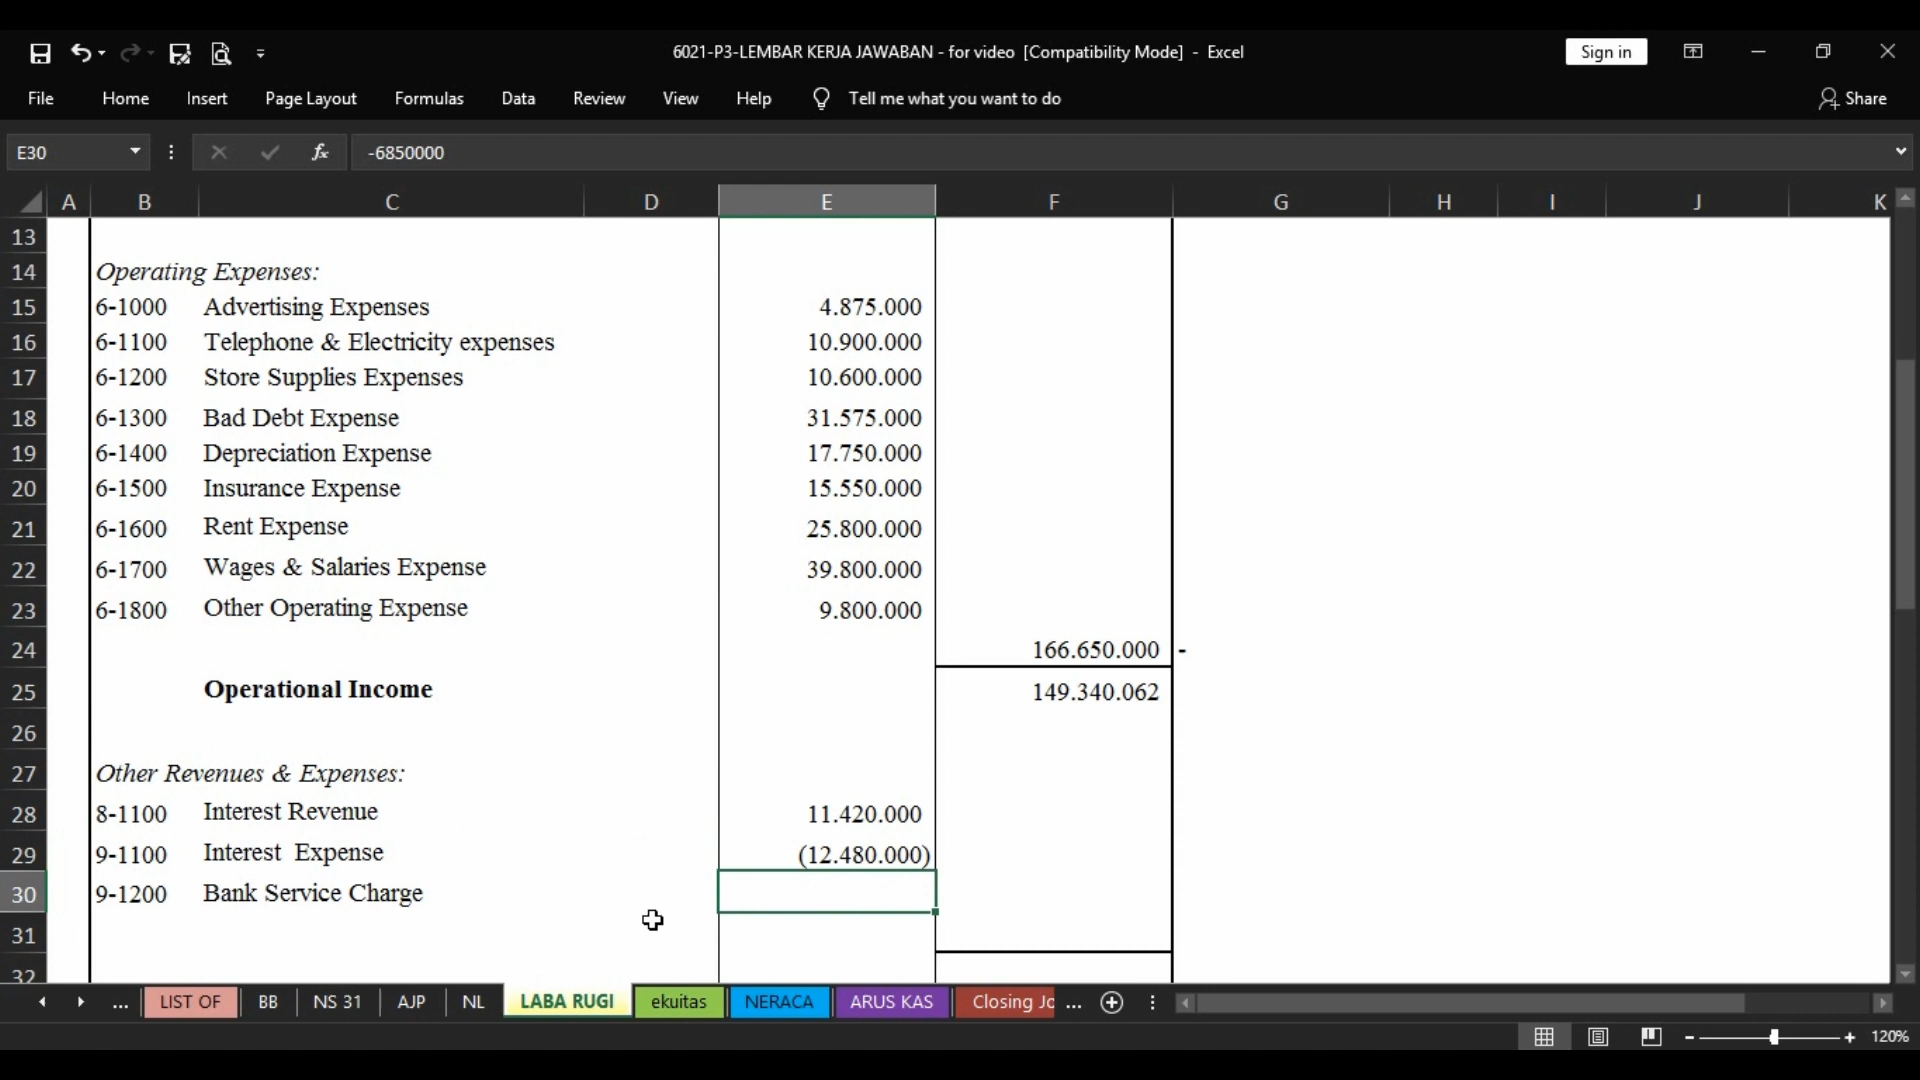 6021-P3-LEMBAR KERJA JAWABAN - for video [Compatibility Mode] - Excel
Sign in
File Home Insert Page Layout Formulas Data Review View Help Tell me what you want to do Share
E30 fx -6850000
A B C D E F G H I J K
13
14 Operating Expenses:
15 6-1000 Advertising Expenses 4.875.000
16 6-1100 Telephone & Electricity expenses 10.900.000
17 6-1200 Store Supplies Expenses 10.600.000
18 6-1300 Bad Debt Expense 31.575.000
19 6-1400 Depreciation Expense 17.750.000
20 6-1500 Insurance Expense 15.550.000
21 6-1600 Rent Expense 25.800.000
22 6-1700 Wages & Salaries Expense 39.800.000
23 6-1800 Other Operating Expense 9.800.000
24 166.650.000 -
25 Operational Income 149.340.062
26
27 Other Revenues & Expenses:
28 8-1100 Interest Revenue 11.420.000
29 9-1100 Interest Expense (12.480.000)
30 9-1200 Bank Service Charge
31
32
... LIST OF BB NS 31 AJP NL LABA RUGI ekuitas NERACA ARUS KAS Closing Jo ...
- + 120%